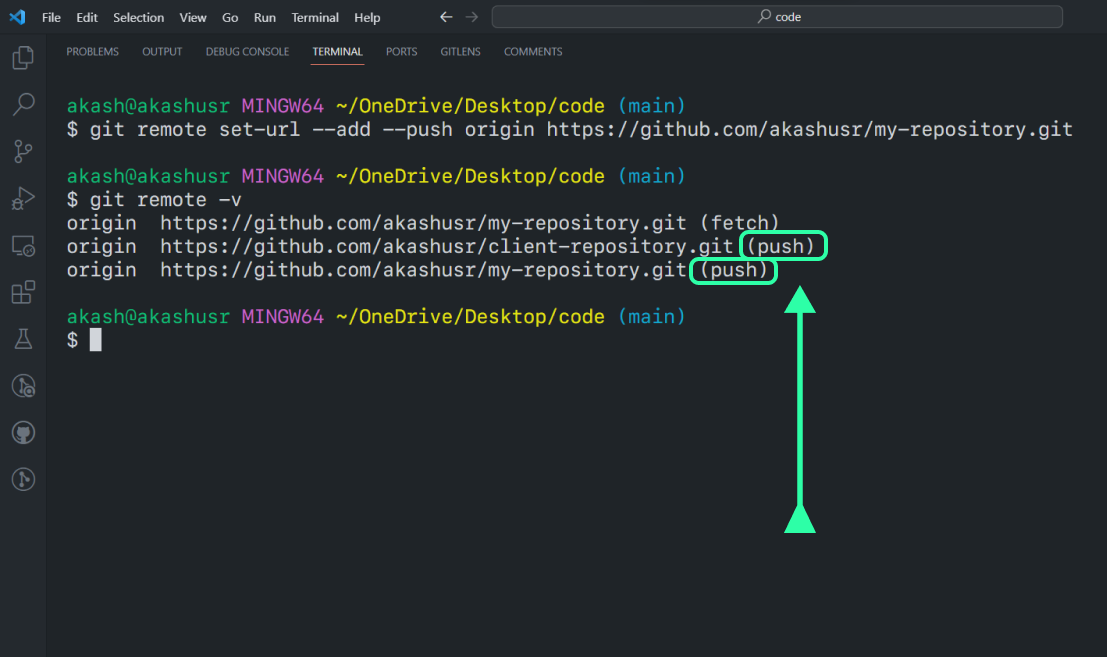 File Edit Selection View Go Run Terminal Help code
PROBLEMS OUTPUT DEBUG CONSOLE TERMINAL PORTS GITLENS COMMENTS
akash@akashusr MINGW64 ~/OneDrive/Desktop/code (main)
$ git remote set-url --add --push origin https://github.com/akashusr/my-repository.git
akash@akashusr MINGW64 ~/OneDrive/Desktop/code (main)
$ git remote -v
origin  https://github.com/akashusr/my-repository.git (fetch)
origin  https://github.com/akashusr/client-repository.git (push)
origin  https://github.com/akashusr/my-repository.git (push)
akash@akashusr MINGW64 ~/OneDrive/Desktop/code (main)
$